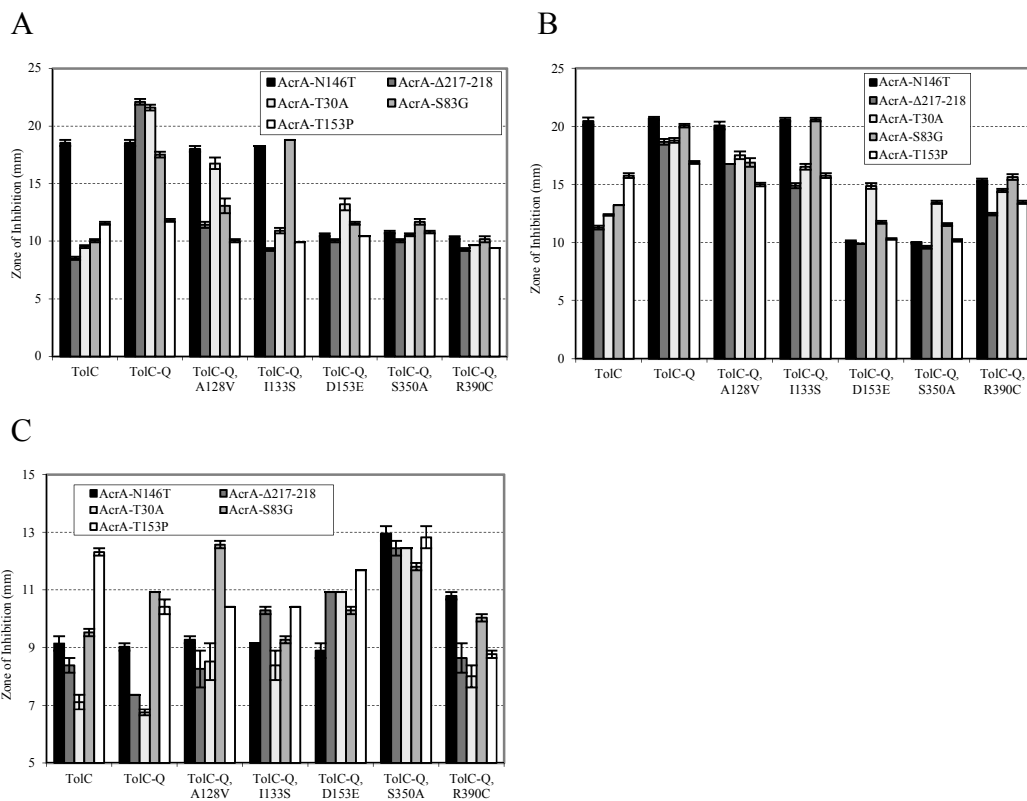 A
B
25
20
15
10
5
0
Zone of Inhibition (mm)
AcrA-N146T
AcrA-Δ217-218
AcrA-T30A
AcrA-S83G
AcrA-T153P
TolC
TolC-Q
TolC-Q, A128V
TolC-Q, I133S
TolC-Q, D153E
TolC-Q, S350A
TolC-Q, R390C
25
20
15
10
5
0
Zone of Inhibition (mm)
AcrA-N146T
AcrA-Δ217-218
AcrA-T30A
AcrA-S83G
AcrA-T153P
TolC
TolC-Q
TolC-Q, A128V
TolC-Q, I133S
TolC-Q, D153E
TolC-Q, S350A
TolC-Q, R390C
C
15
13
11
9
7
5
Zone of Inhibition (mm)
AcrA-N146T
AcrA-Δ217-218
AcrA-T30A
AcrA-S83G
AcrA-T153P
TolC
TolC-Q
TolC-Q, A128V
TolC-Q, I133S
TolC-Q, D153E
TolC-Q, S350A
TolC-Q, R390C